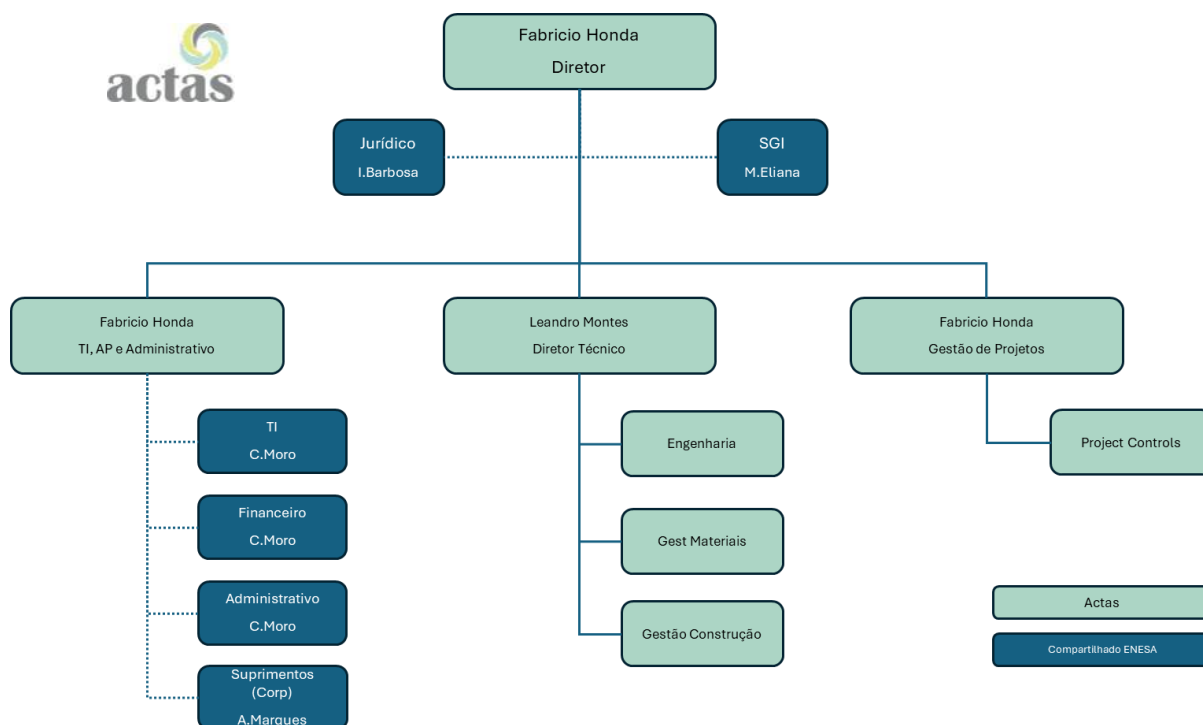 actas
Fabricio Honda
Diretor
Jurídico
I.Barbosa
SGI
M.Eliana
Fabricio Honda
TI, AP e Administrativo
Leandro Montes
Diretor Técnico
Fabricio Honda
Gestão de Projetos
TI
C.Moro
Financeiro
C.Moro
Administrativo
C.Moro
Suprimentos
(Corp)
A.Marques
Engenharia
Gest Materiais
Gestão Construção
Project Controls
Actas
Compartilhado ENESA